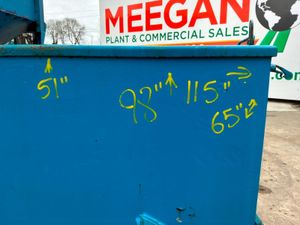 MEEGAN
PLANT & COMMERCIAL SALES
51"
98" 115"
65"